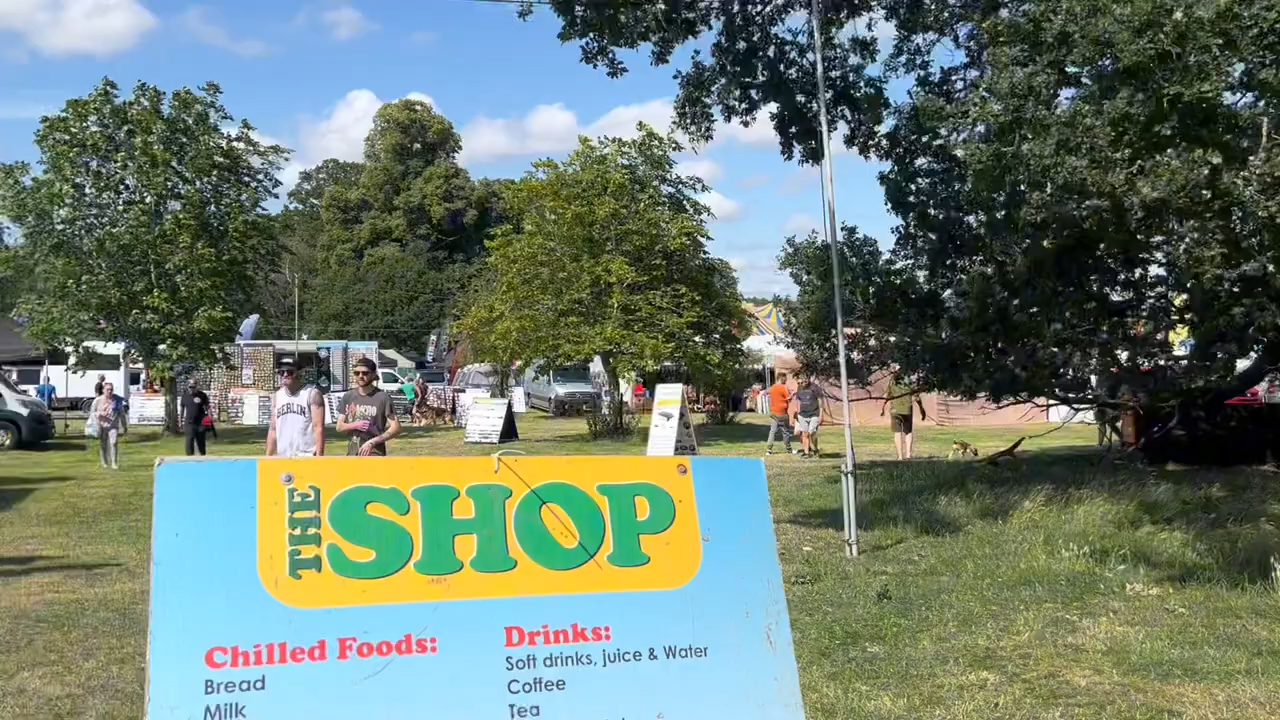 BERLIN
THE SHOP
Chilled Foods:
Bread
Milk
Drinks:
Soft drinks, juice & Water
Coffee
Tea